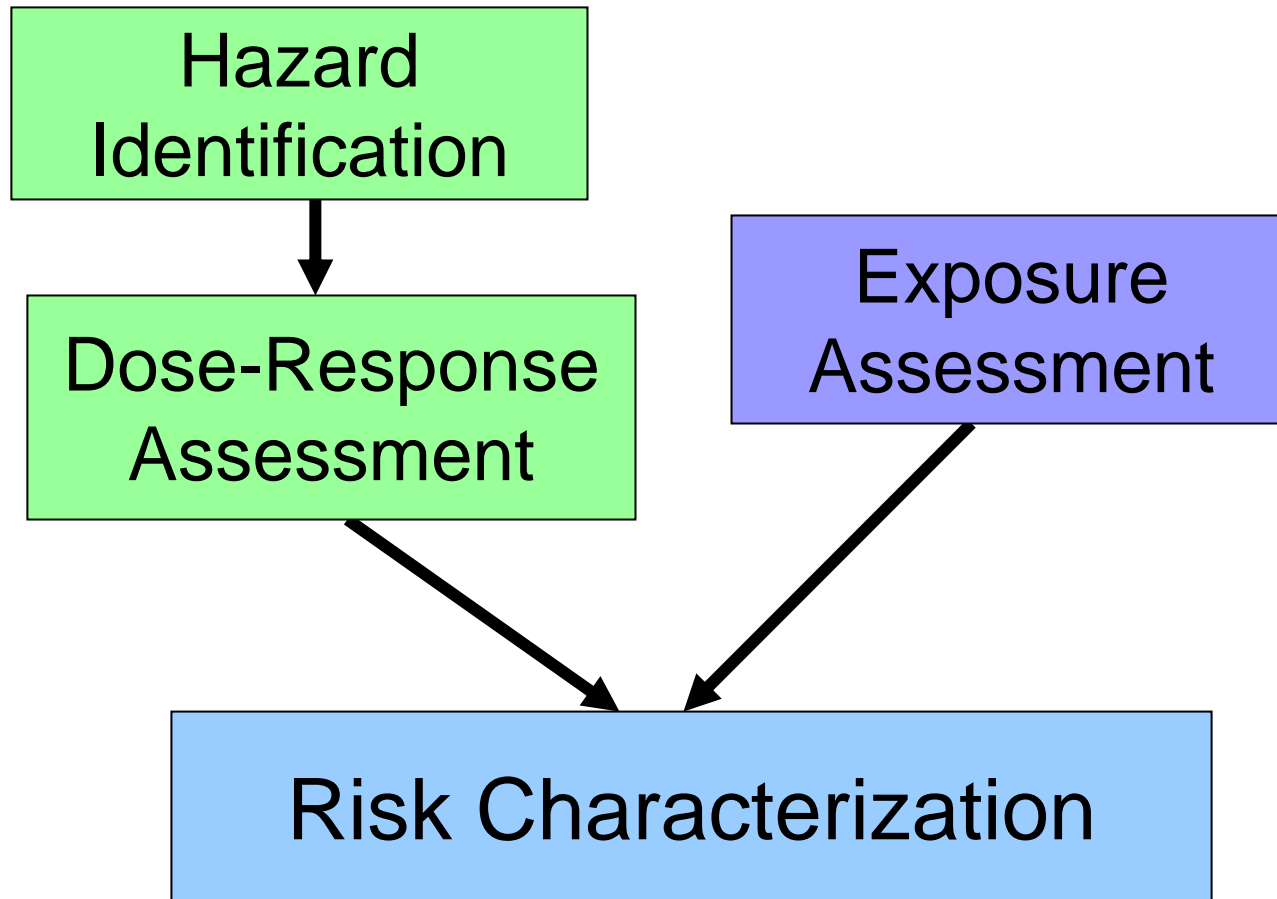 Hazard
Identification
Dose-Response
Assessment
Exposure
Assessment
Risk Characterization